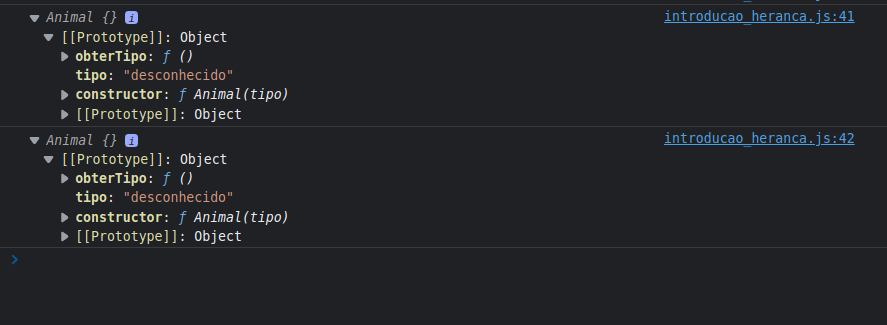 Animal {} i introducao_heranca.js:41
[[Prototype]]: Object
obterTipo: ƒ ()
tipo: "desconhecido"
constructor: ƒ Animal(tipo)
[[Prototype]]: Object
Animal {} i introducao_heranca.js:42
[[Prototype]]: Object
obterTipo: ƒ ()
tipo: "desconhecido"
constructor: ƒ Animal(tipo)
[[Prototype]]: Object